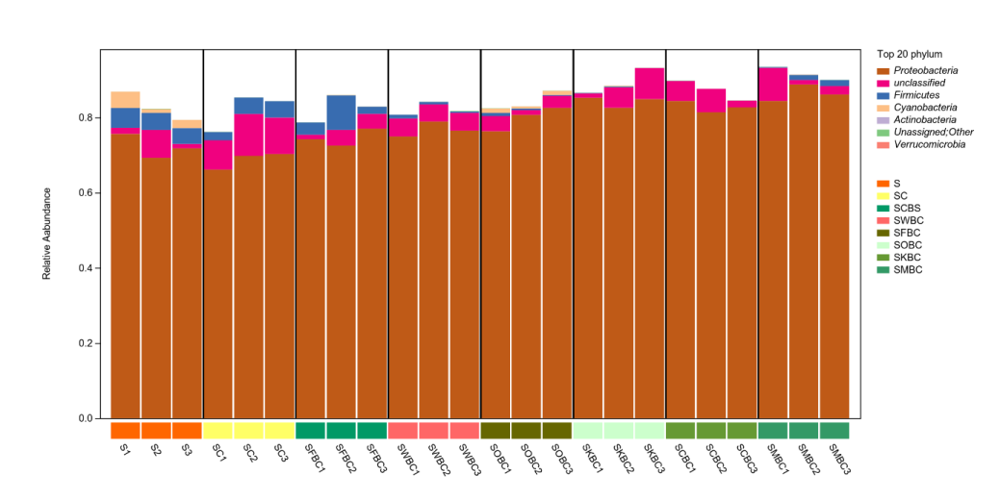 Top 20 phylum
Proteobacteria
unclassified
Firmicutes
Cyanobacteria
Actinobacteria
Unassigned;Other
Verrucomicrobia
S
SC
SCBS
SWBC
SFBC
SOBC
SKBC
SMBC
Relative Aabundance
0.8
0.6
0.4
0.2
0.0
S1
S2
S3
SC1
SC2
SC3
SFBC1
SFBC2
SFBC3
SWBC1
SWBC2
SWBC3
SOBC1
SOBC2
SOBC3
SKBC1
SKBC2
SKBC3
SCBC1
SCBC2
SCBC3
SMBC1
SMBC2
SMBC3